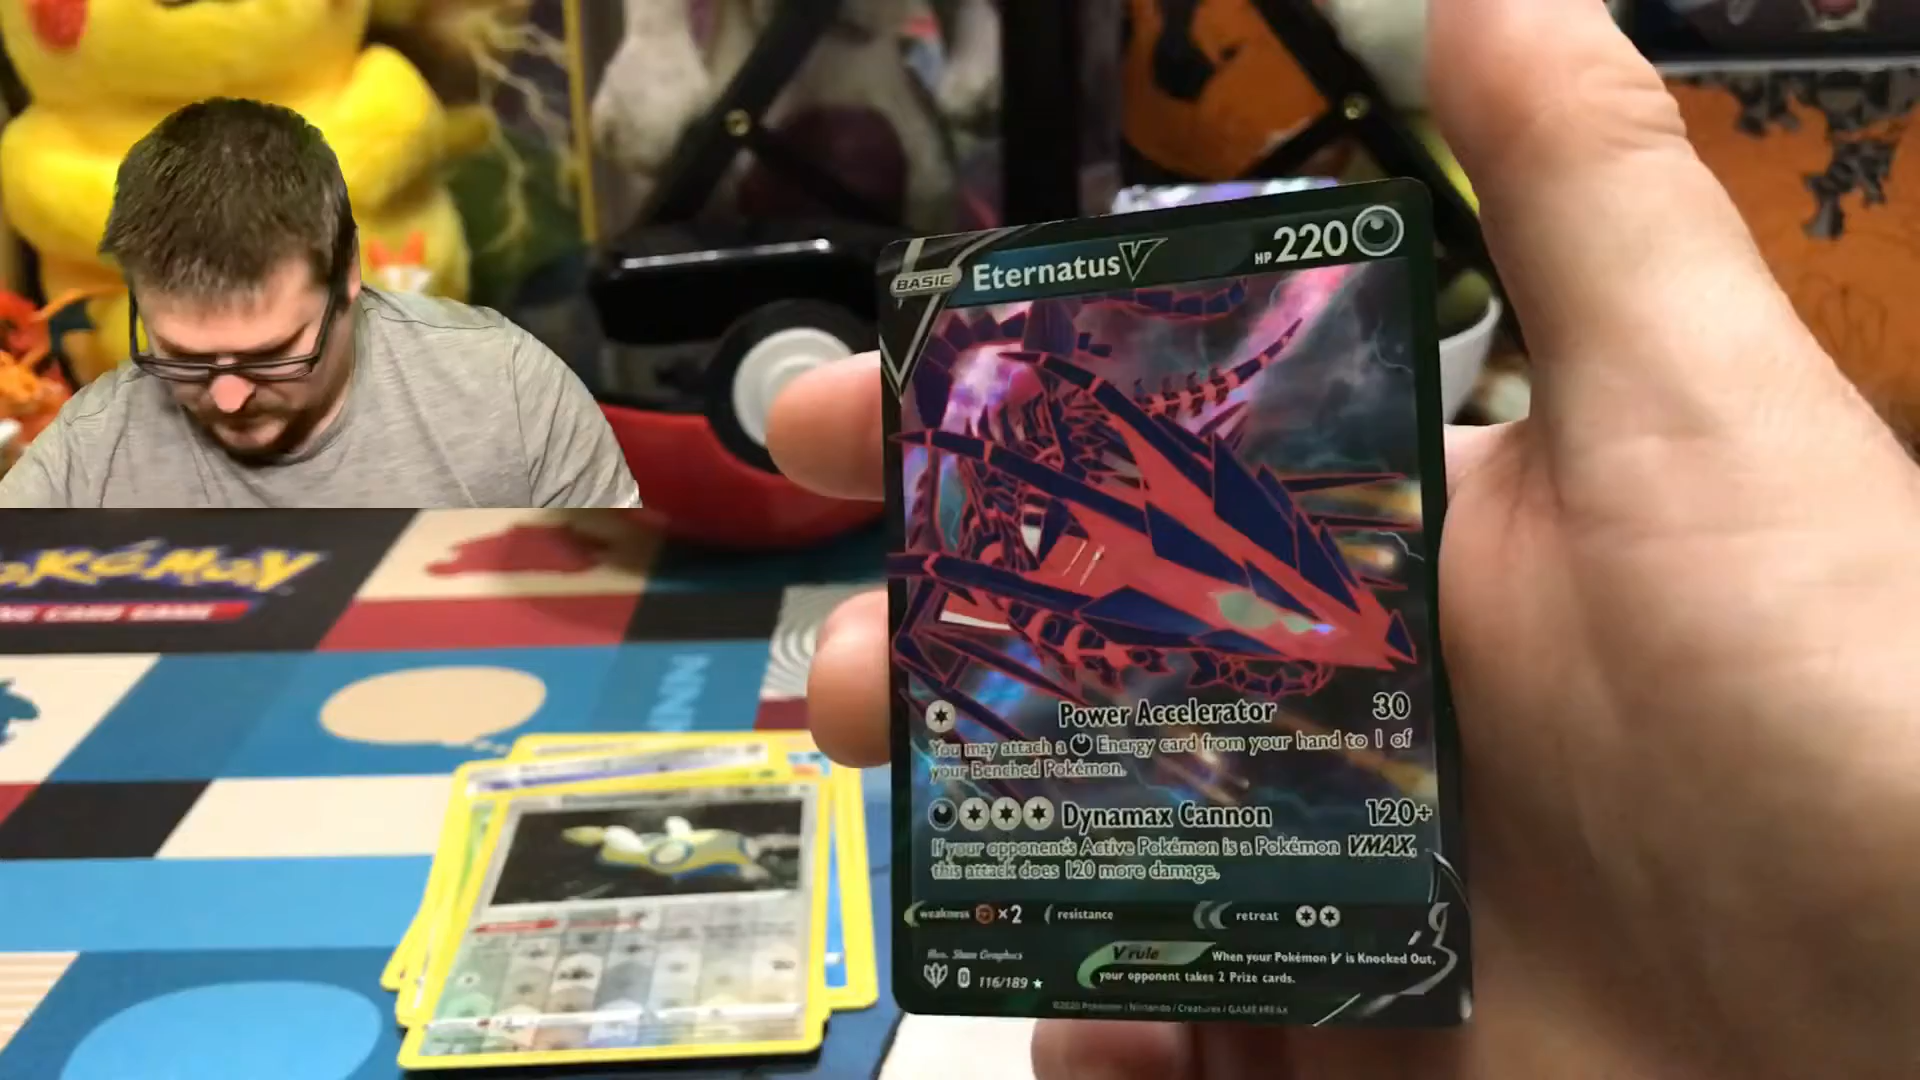 BASIC Eternatus V HP 220
Power Accelerator 30
You may attach a Energy card from your hand to 1 of
your Benched Pokémon.
Dynamax Cannon 120+
If your opponent's Active Pokémon is a Pokémon VMAX,
this attack does 120 more damage.
weakness ×2 resistance retreat
Illus. 5ban Graphics
V rule When your Pokémon V is Knocked Out,
your opponent takes 2 Prize cards.
D 116/189 ★
©2020 Pokémon / Nintendo / Creatures / GAME FREAK
POKéMON
CARD GAME